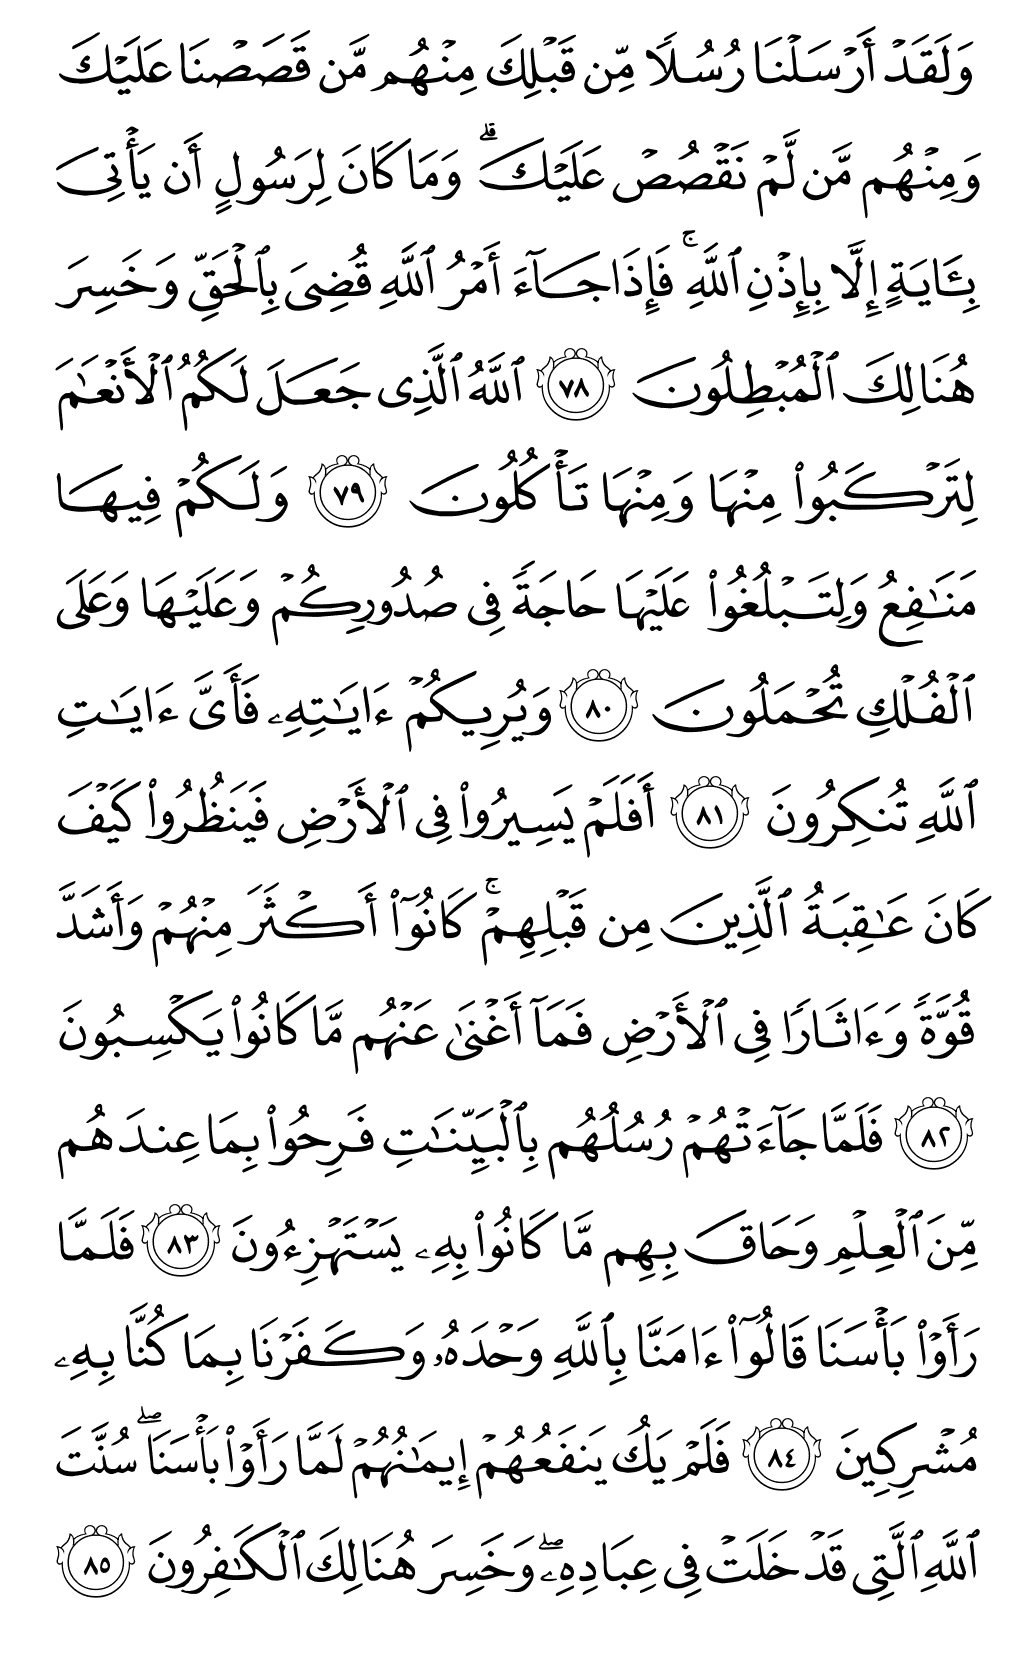 وَلَقَدۡ أَرۡسَلۡنَا رُسُلًا مِّن قَبۡلِكَ مِنۡهُم مَّن قَصَصۡنَا عَلَيۡكَ
وَمِنۡهُم مَّن لَّمۡ نَقۡصُصۡ عَلَيۡكَۗ وَمَا كَانَ لِرَسُولٍ أَن يَأۡتِيَ
بِـَٔايَةٍ إِلَّا بِإِذۡنِ ٱللَّهِۚ فَإِذَا جَآءَ أَمۡرُ ٱللَّهِ قُضِيَ بِٱلۡحَقِّ وَخَسِرَ
هُنَالِكَ ٱلۡمُبۡطِلُونَ ٧٨ ٱللَّهُ ٱلَّذِي جَعَلَ لَكُمُ ٱلۡأَنۡعَٰمَ
لِتَرۡكَبُواْ مِنۡهَا وَمِنۡهَا تَأۡكُلُونَ ٧٩ وَلَكُمۡ فِيهَا
مَنَٰفِعُ وَلِتَبۡلُغُواْ عَلَيۡهَا حَاجَةٗ فِي صُدُورِكُمۡ وَعَلَيۡهَا وَعَلَى
ٱلۡفُلۡكِ تُحۡمَلُونَ ٨٠ وَيُرِيكُمۡ ءَايَٰتِهِۦ فَأَيَّ ءَايَٰتِ
ٱللَّهِ تُنكِرُونَ ٨١ أَفَلَمۡ يَسِيرُواْ فِي ٱلۡأَرۡضِ فَيَنظُرُواْ كَيۡفَ
كَانَ عَٰقِبَةُ ٱلَّذِينَ مِن قَبۡلِهِمۡۚ كَانُوٓاْ أَكۡثَرَ مِنۡهُمۡ وَأَشَدَّ
قُوَّةٗ وَءَاثَارٗا فِي ٱلۡأَرۡضِ فَمَآ أَغۡنَىٰ عَنۡهُم مَّا كَانُواْ يَكۡسِبُونَ
٨٢ فَلَمَّا جَآءَتۡهُمۡ رُسُلُهُم بِٱلۡبَيِّنَٰتِ فَرِحُواْ بِمَا عِندَهُم
مِّنَ ٱلۡعِلۡمِ وَحَاقَ بِهِم مَّا كَانُواْ بِهِۦ يَسۡتَهۡزِءُونَ ٨٣ فَلَمَّا
رَأَوۡاْ بَأۡسَنَا قَالُوٓاْ ءَامَنَّا بِٱللَّهِ وَحۡدَهُۥ وَكَفَرۡنَا بِمَا كُنَّا بِهِۦ
مُشۡرِكِينَ ٨٤ فَلَمۡ يَكُ يَنفَعُهُمۡ إِيمَٰنُهُمۡ لَمَّا رَأَوۡاْ بَأۡسَنَاۖ سُنَّتَ
ٱللَّهِ ٱلَّتِي قَدۡ خَلَتۡ فِي عِبَادِهِۦۖ وَخَسِرَ هُنَالِكَ ٱلۡكَٰفِرُونَ ٨٥